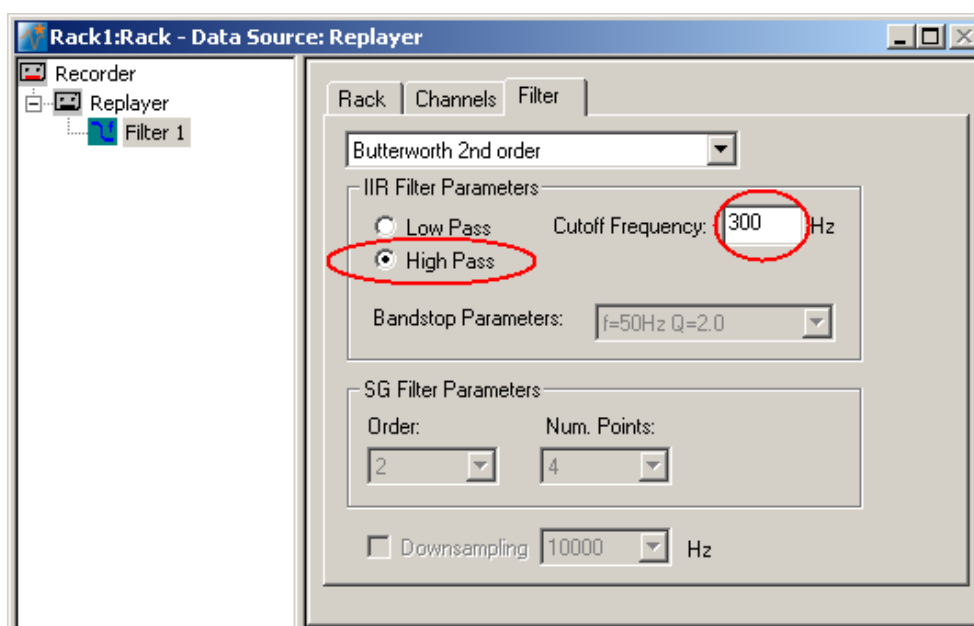 Rack1:Rack - Data Source: Replayer
Recorder
Replayer
Filter 1
Rack Channels Filter
Butterworth 2nd order
IIR Filter Parameters
Low Pass Cutoff Frequency: 300 Hz
High Pass
Bandstop Parameters: f=50Hz Q=2.0
SG Filter Parameters
Order: Num. Points:
2 4
Downsampling 10000 Hz